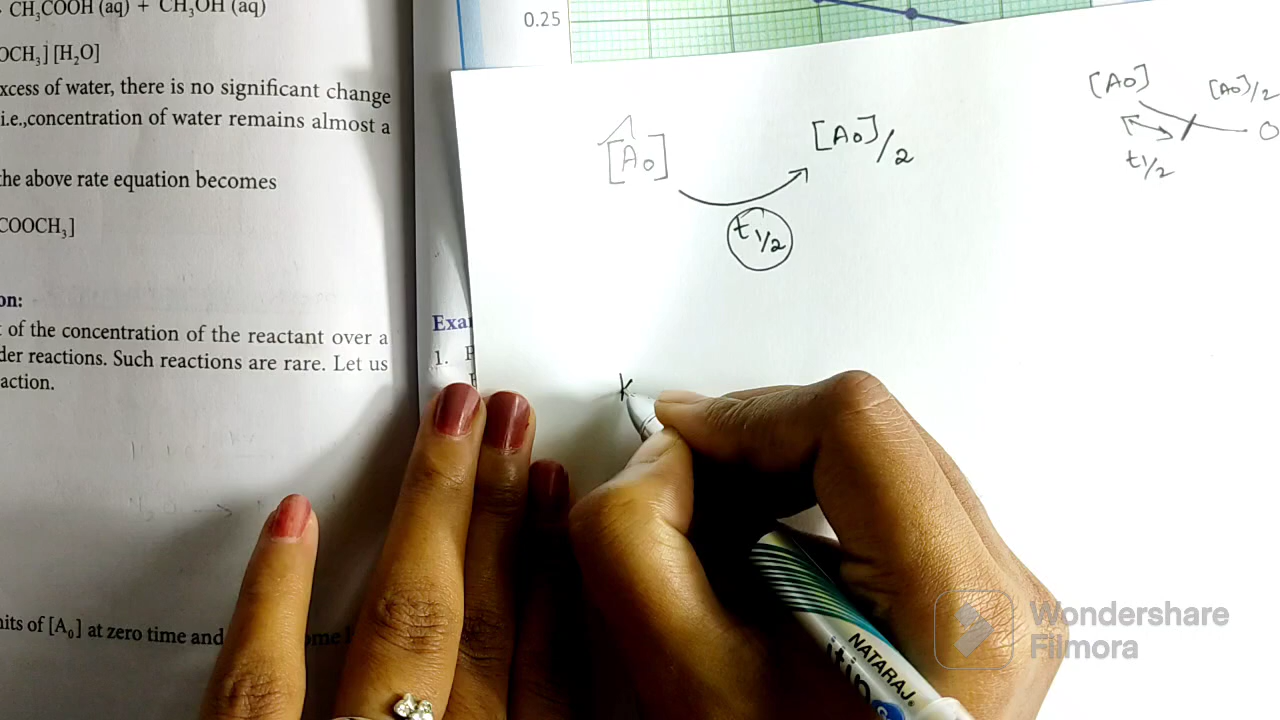 CH₃COOH (aq) + CH₃OH (aq)
OCH₃] [H₂O]
xcess of water, there is no significant change
i.e.,concentration of water remains almost a
the above rate equation becomes
COOCH₃]
on:
of the concentration of the reactant over a
der reactions. Such reactions are rare. Let us
action.
nits of [A₀] at zero time and
0.25
Exa
1.
[A₀]
[A₀]/2
t 1/2
[A₀]
[A₀]/2
0
t 1/2
K
NATARAJ
Wondershare
Filmora